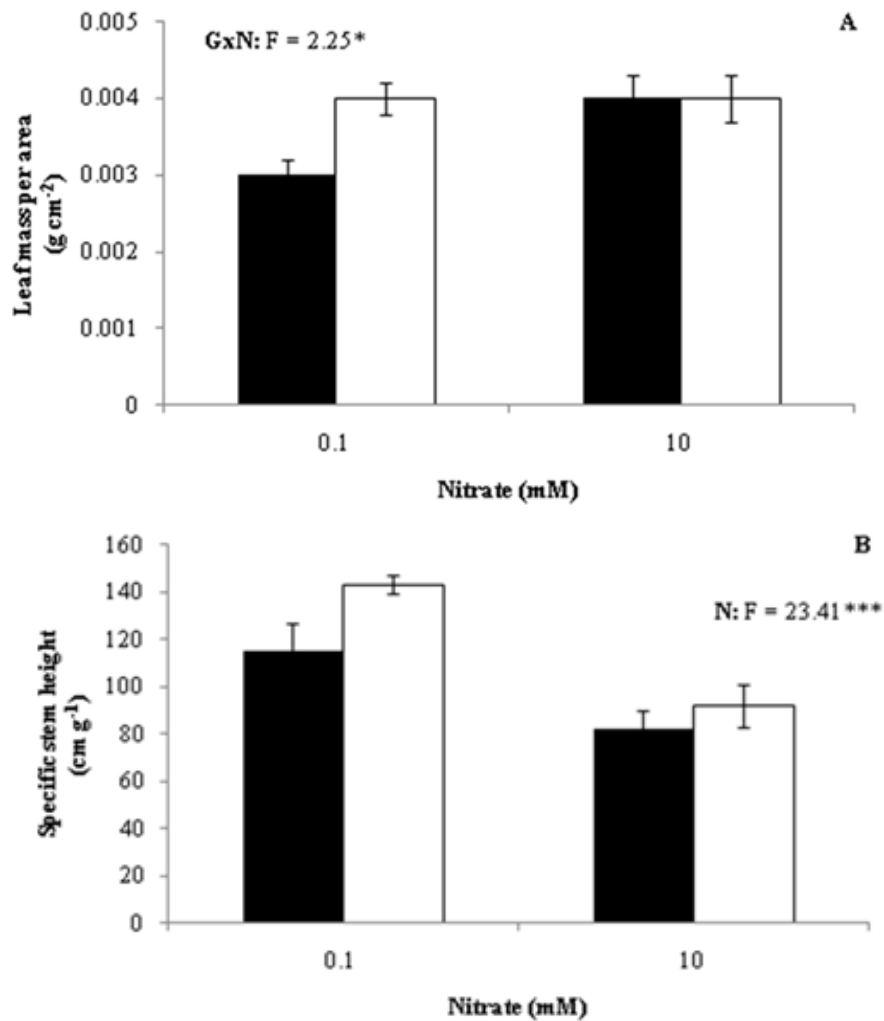 0.005
A
GxN: F = 2.25*
0.004
0.003
0.002
0.001
0
Leaf mass per area
(g cm⁻²)
0.1
10
Nitrate (mM)
160
B
140
N: F = 23.41***
120
100
80
60
40
20
0
Specific stem height
(cm g⁻¹)
0.1
10
Nitrate (mM)